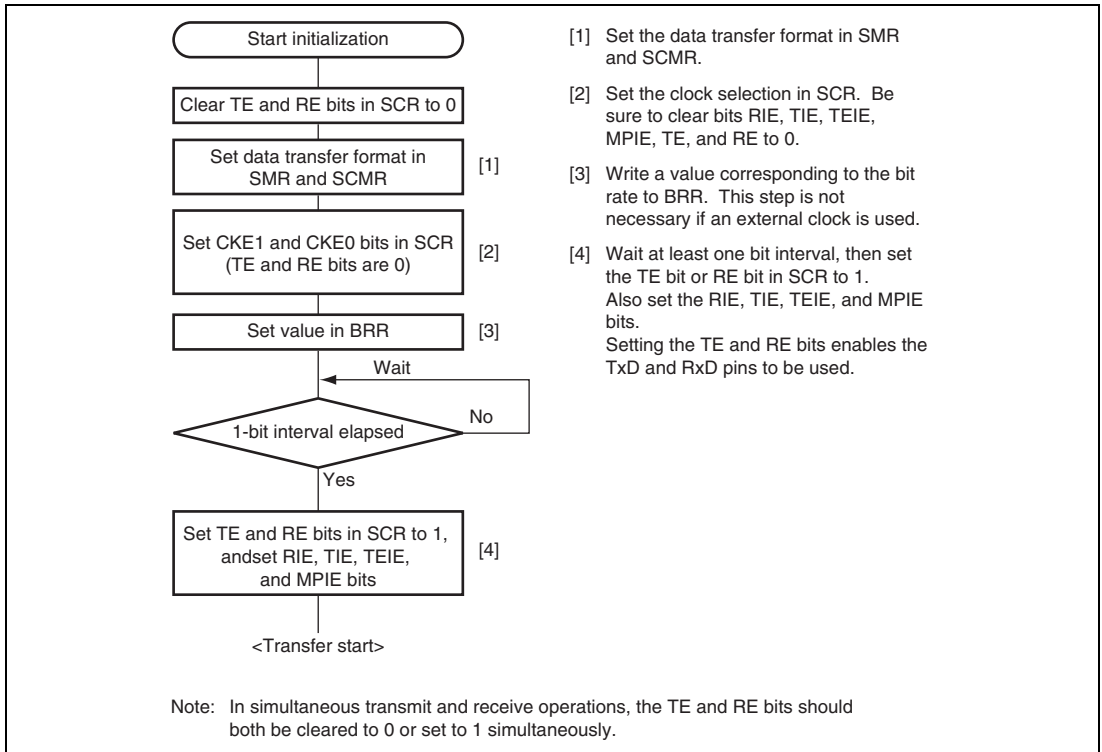 Start initialization
Clear TE and RE bits in SCR to 0
Set data transfer format in
SMR and SCMR
[1]
Set CKE1 and CKE0 bits in SCR
(TE and RE bits are 0)
[2]
Set value in BRR
[3]
Wait
No
1-bit interval elapsed
Yes
Set TE and RE bits in SCR to 1,
andset RIE, TIE, TEIE,
and MPIE bits
[4]
<Transfer start>
[1] Set the data transfer format in SMR
and SCMR.
[2] Set the clock selection in SCR. Be
sure to clear bits RIE, TIE, TEIE,
MPIE, TE, and RE to 0.
[3] Write a value corresponding to the bit
rate to BRR. This step is not
necessary if an external clock is used.
[4] Wait at least one bit interval, then set
the TE bit or RE bit in SCR to 1.
Also set the RIE, TIE, TEIE, and MPIE
bits.
Setting the TE and RE bits enables the
TxD and RxD pins to be used.
Note: In simultaneous transmit and receive operations, the TE and RE bits should
both be cleared to 0 or set to 1 simultaneously.